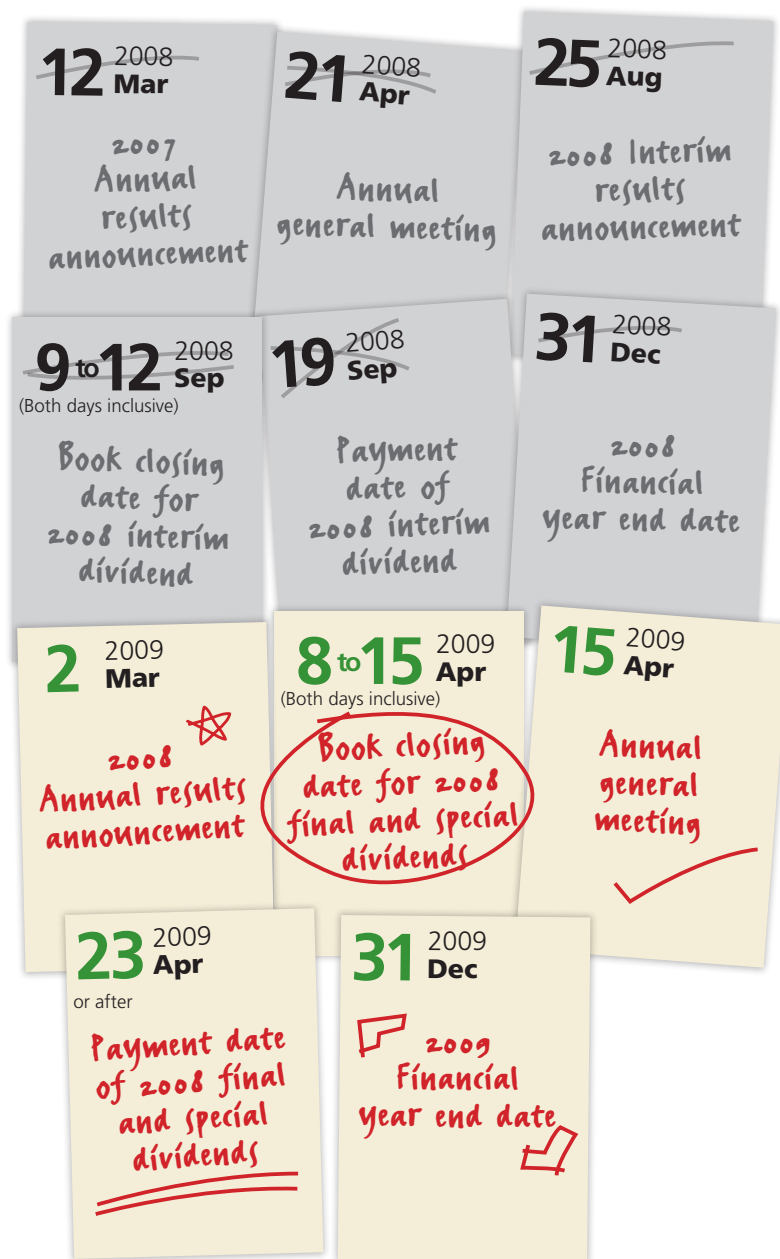 12 2008
Mar
2007
Annual
results
announcement
21 2008
Apr
Annual
general meeting
25 2008
Aug
2008 Interim
results
announcement
9 to 12 2008
Sep
(Both days inclusive)
Book closing
date for
2008 interim
dividend
19 2008
Sep
Payment
date of
2008 interim
dividend
31 2008
Dec
2008
Financial
year end date
2 2009
Mar
2008
Annual results
announcement
8 to 15 2009
Apr
(Both days inclusive)
Book closing
date for 2008
final and special
dividends
15 2009
Apr
Annual
general
meeting
23 2009
Apr
or after
Payment date
of 2008 final
and special
dividends
31 2009
Dec
2009
Financial
year end date